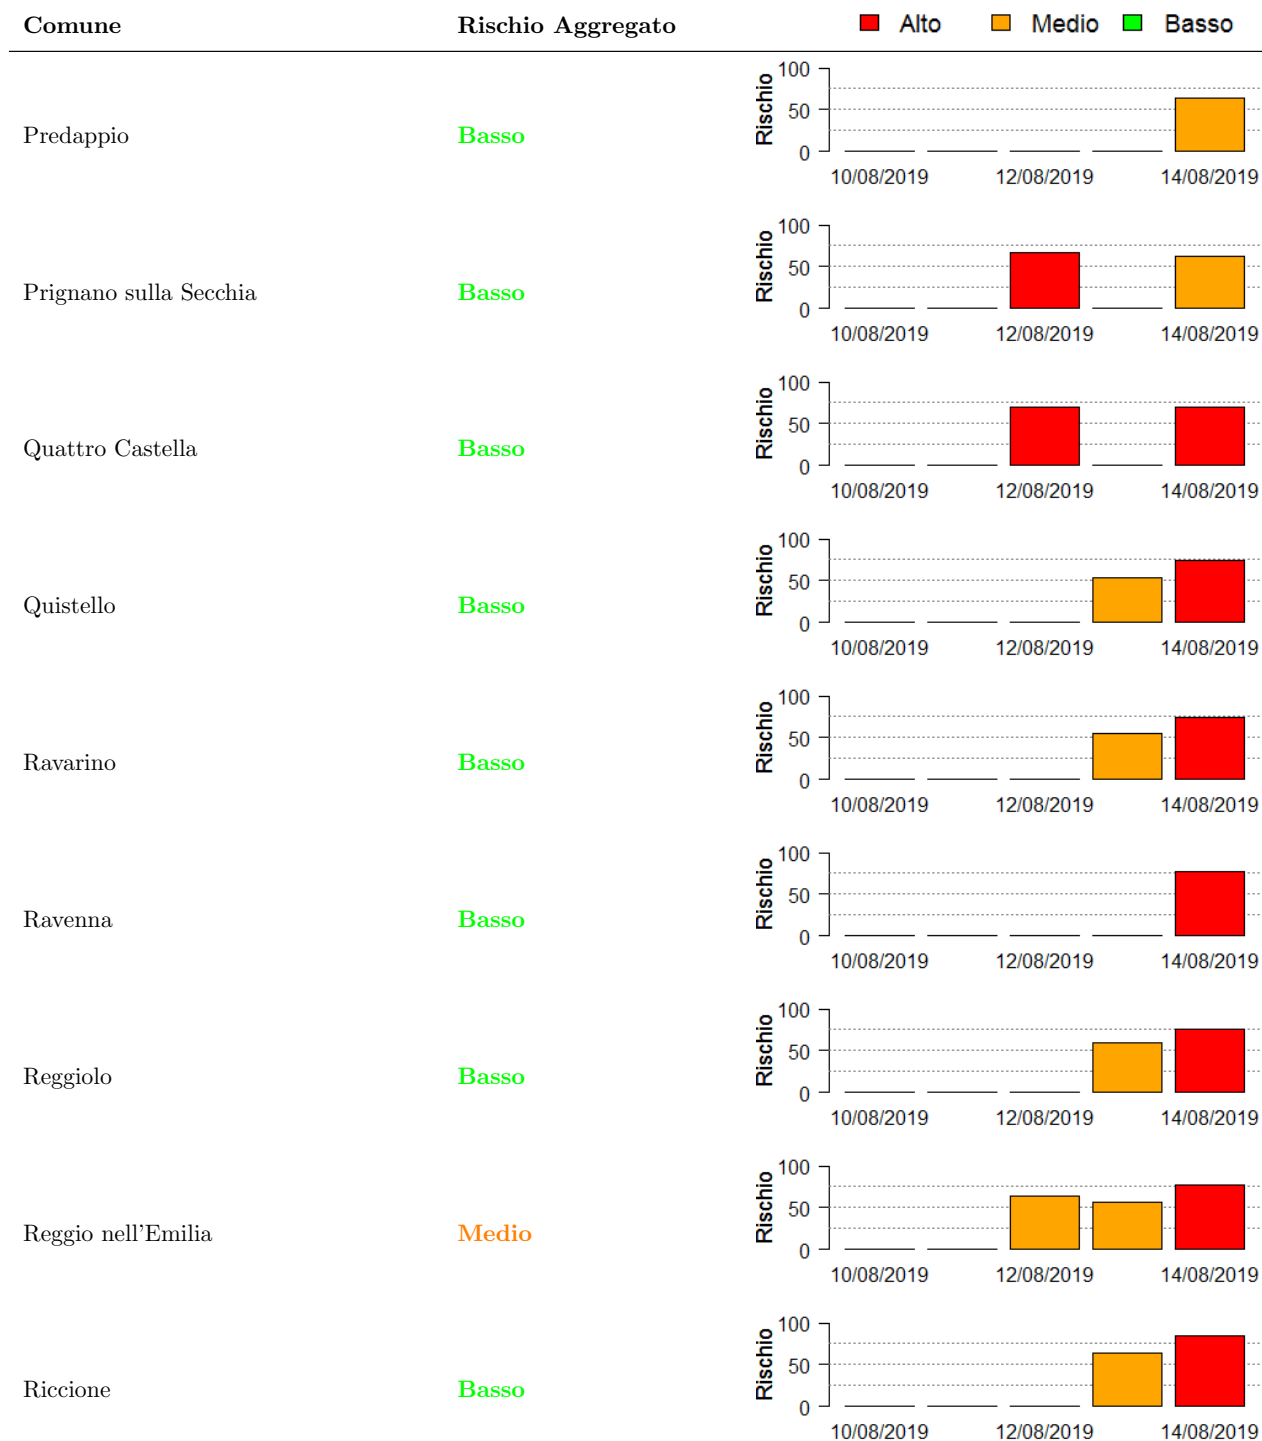 Comune Rischio Aggregato Alto Medio Basso
Predappio Basso
Rischio
100
50
0
10/08/2019 12/08/2019 14/08/2019
Prignano sulla Secchia Basso
Rischio
100
50
0
10/08/2019 12/08/2019 14/08/2019
Quattro Castella Basso
Rischio
100
50
0
10/08/2019 12/08/2019 14/08/2019
Quistello Basso
Rischio
100
50
0
10/08/2019 12/08/2019 14/08/2019
Ravarino Basso
Rischio
100
50
0
10/08/2019 12/08/2019 14/08/2019
Ravenna Basso
Rischio
100
50
0
10/08/2019 12/08/2019 14/08/2019
Reggiolo Basso
Rischio
100
50
0
10/08/2019 12/08/2019 14/08/2019
Reggio nell'Emilia Medio
Rischio
100
50
0
10/08/2019 12/08/2019 14/08/2019
Riccione Basso
Rischio
100
50
0
10/08/2019 12/08/2019 14/08/2019